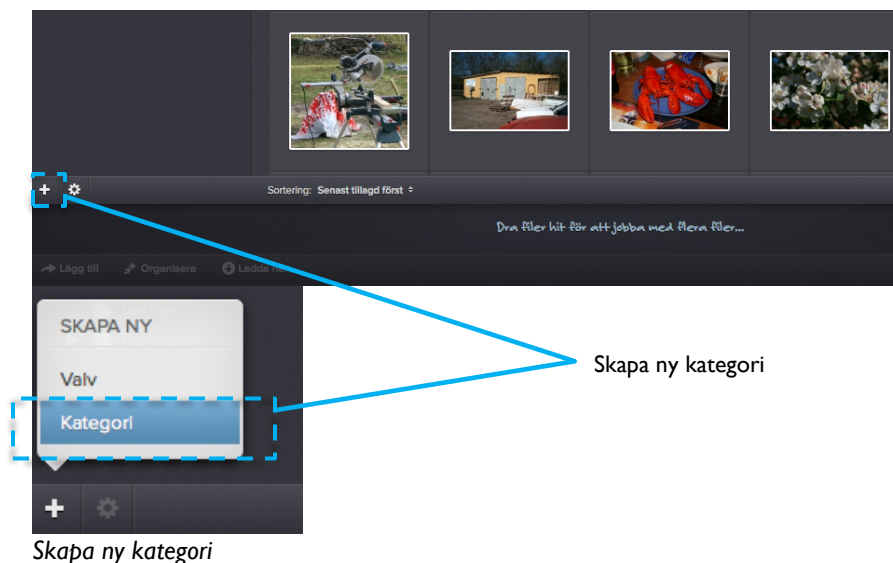 Sortering: Senast tillagd först
Dra filer hit för att jobba med flera filer...
Lägg till
Organisera
Ladda
SKAPA NY
Valv
Kategori
Skapa ny kategori
Skapa ny kategori